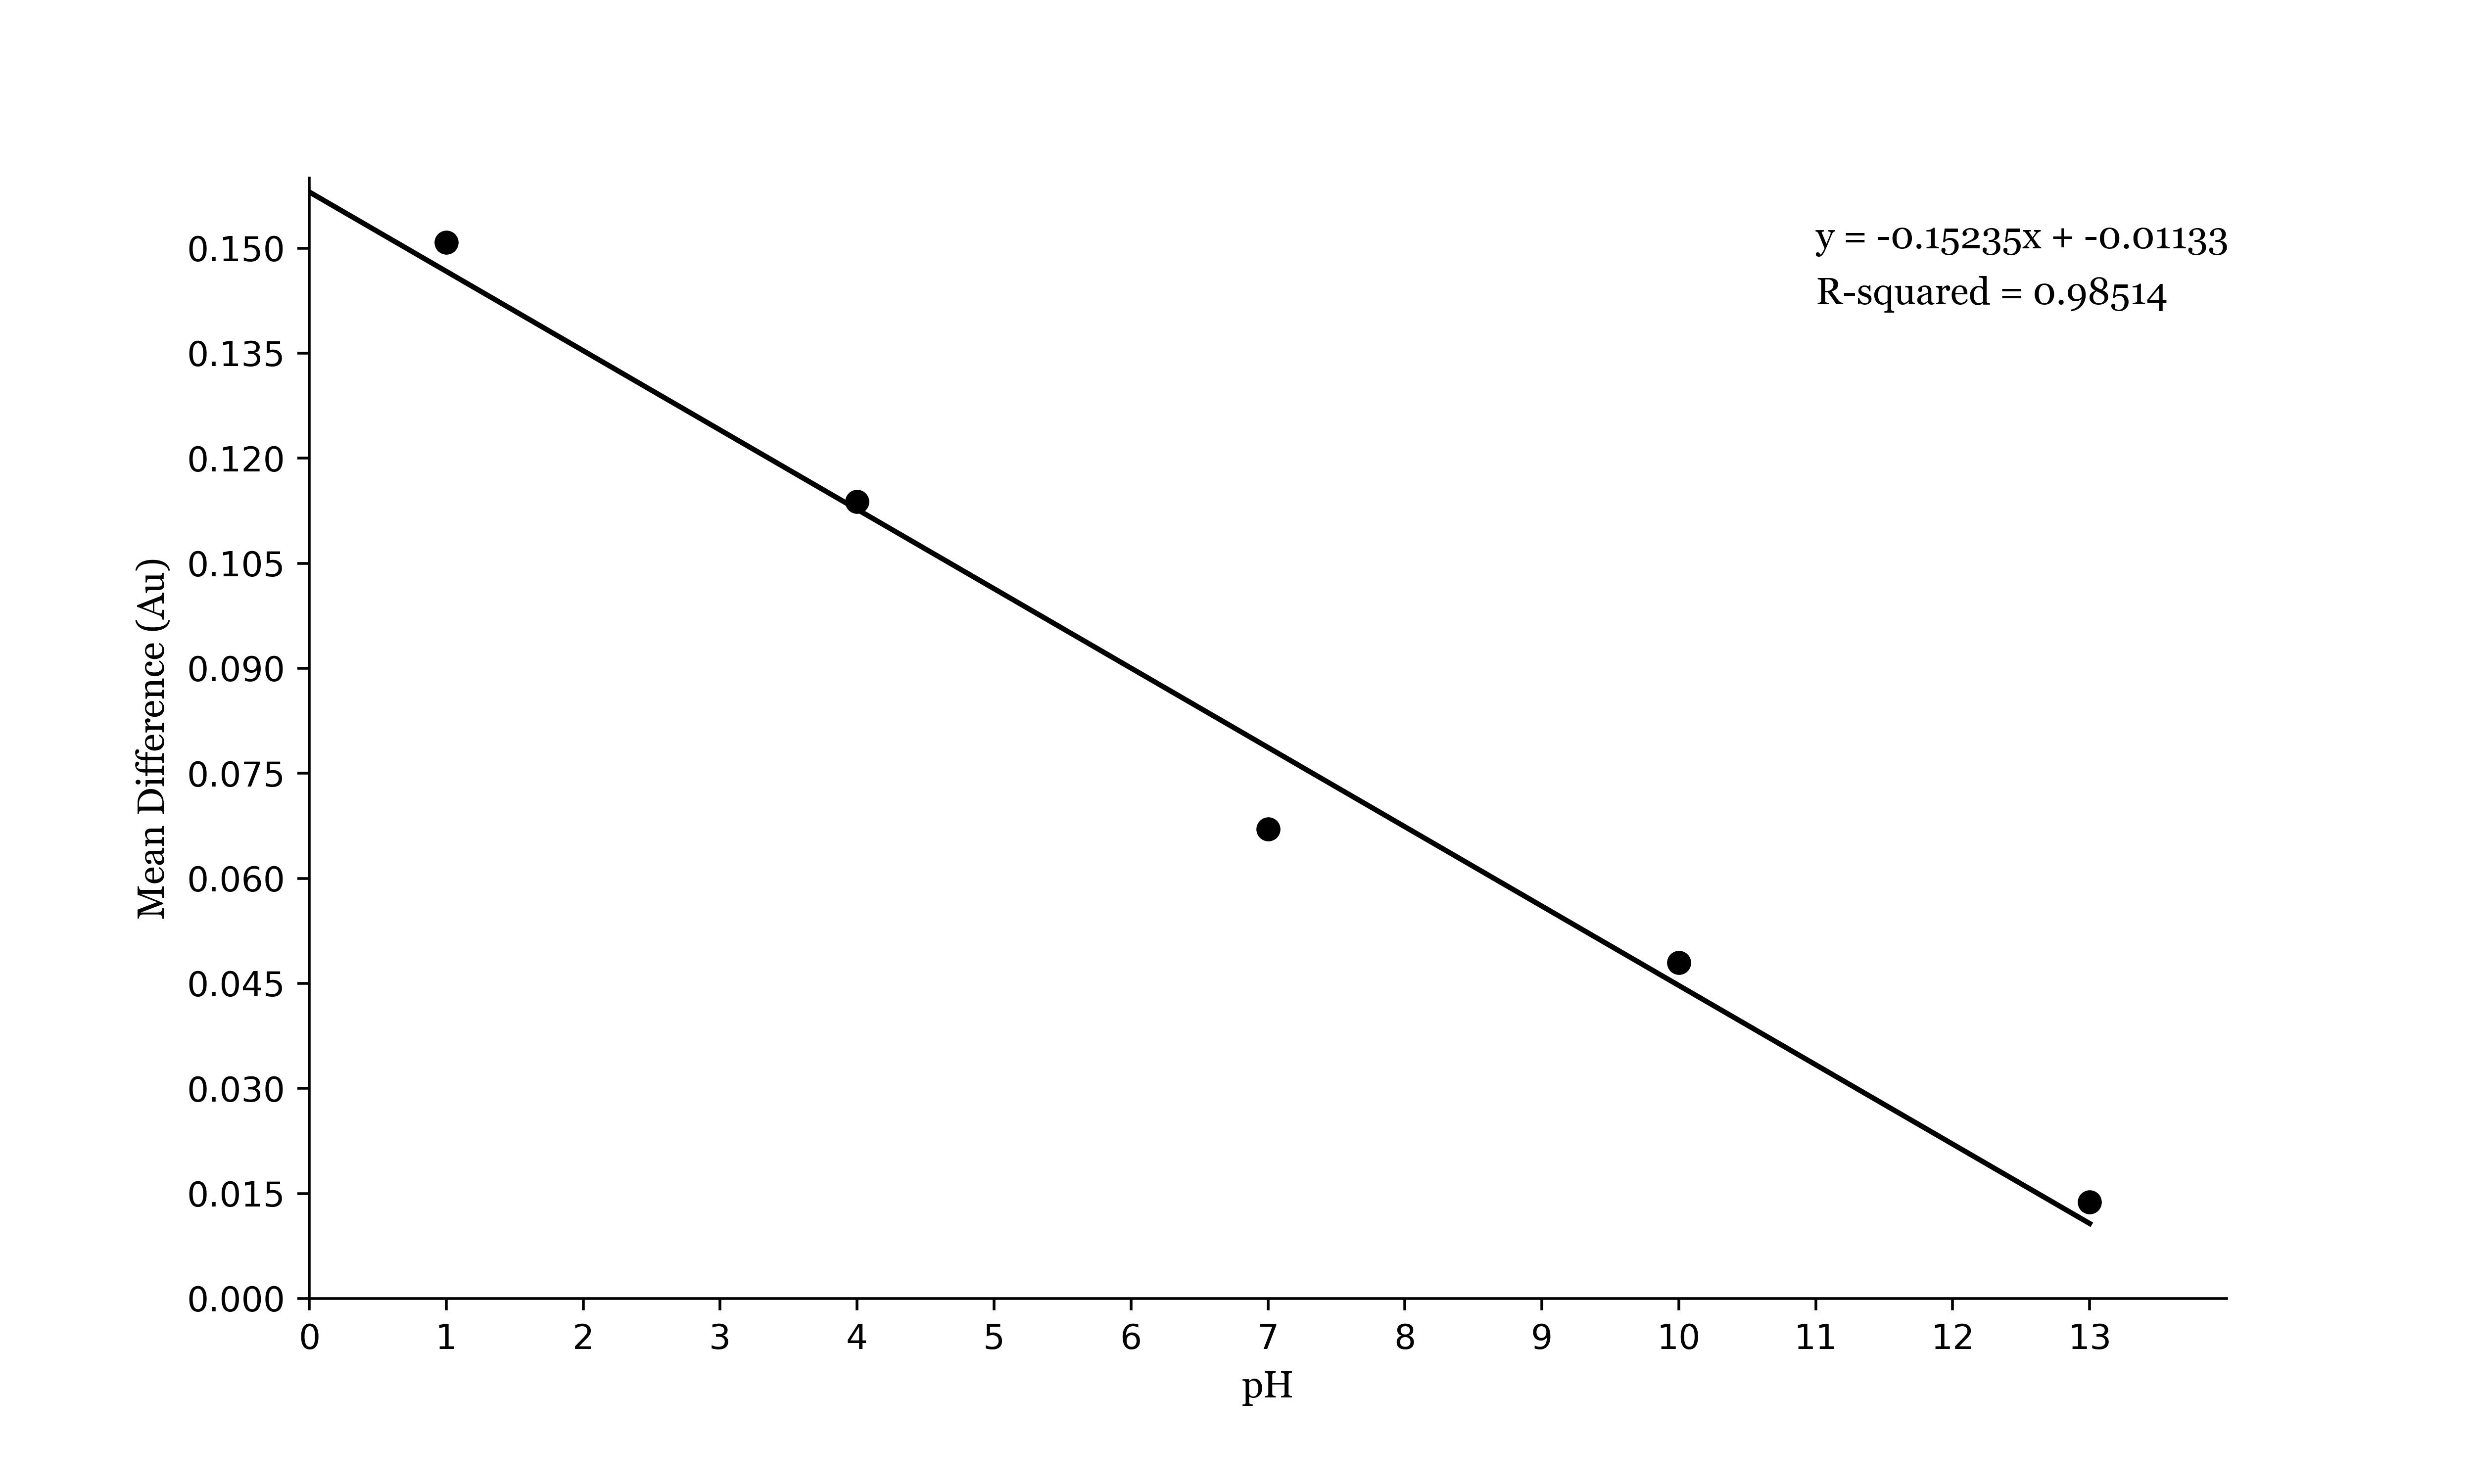 y = -0.15235x + -0.01133
R-squared = 0.98514
Mean Difference (Au)
0.150
0.135
0.120
0.105
0.090
0.075
0.060
0.045
0.030
0.015
0.000
0 1 2 3 4 5 6 7 8 9 10 11 12 13
pH